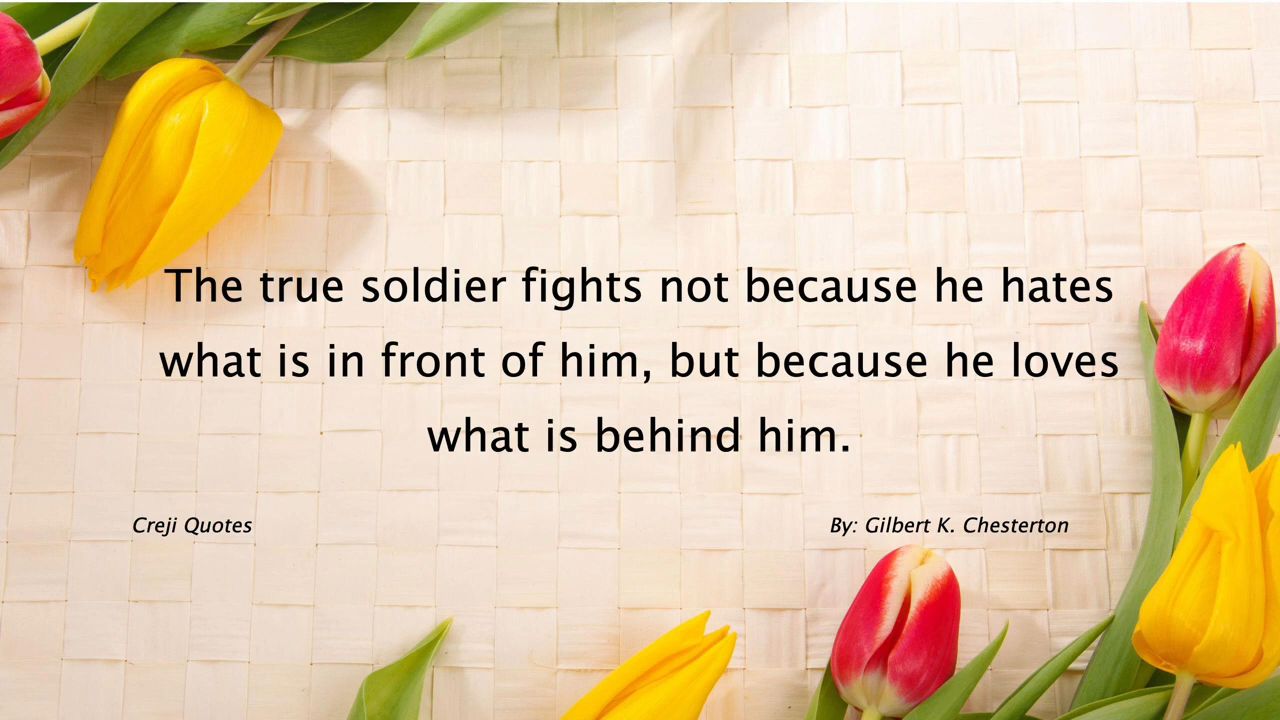 The true soldier fights not because he hates
what is in front of him, but because he loves
what is behind him.
Creji Quotes
By: Gilbert K. Chesterton